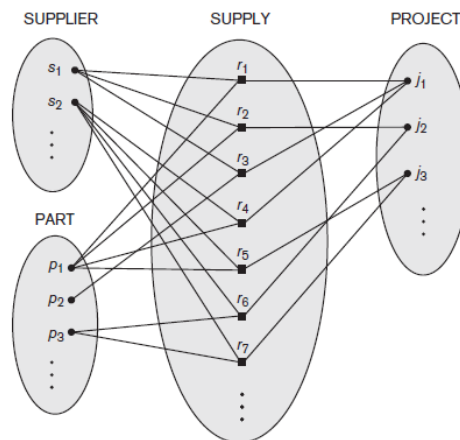 SUPPLIER
s1
s2
PART
p1
p2
p3
SUPPLY
r1
r2
r3
r4
r5
r6
r7
PROJECT
j1
j2
j3